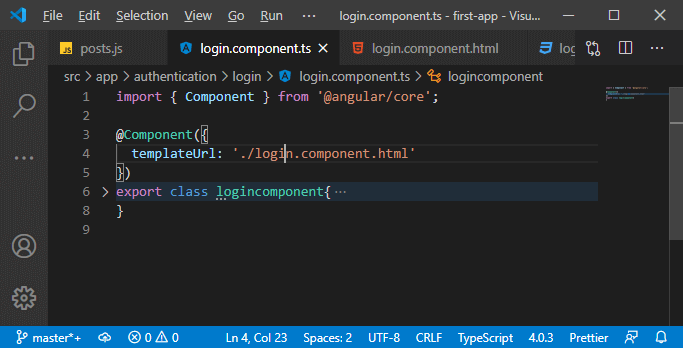 File Edit Selection View ··· login.component.ts - first-app - Visu...
JS posts.js login.component.ts login.component.html log
src > app > authentication > login > login.component.ts > logincomponent
1 import { Component } from '@angular/core';
2
3 @Component({
4 templateUrl: './login.component.html'
5 })
6 export class logincomponent{···
8 }
9
master*+ 0 0 Ln 4, Col 23 Spaces: 2 UTF-8 CRLF TypeScript 4.0.3 Prettier